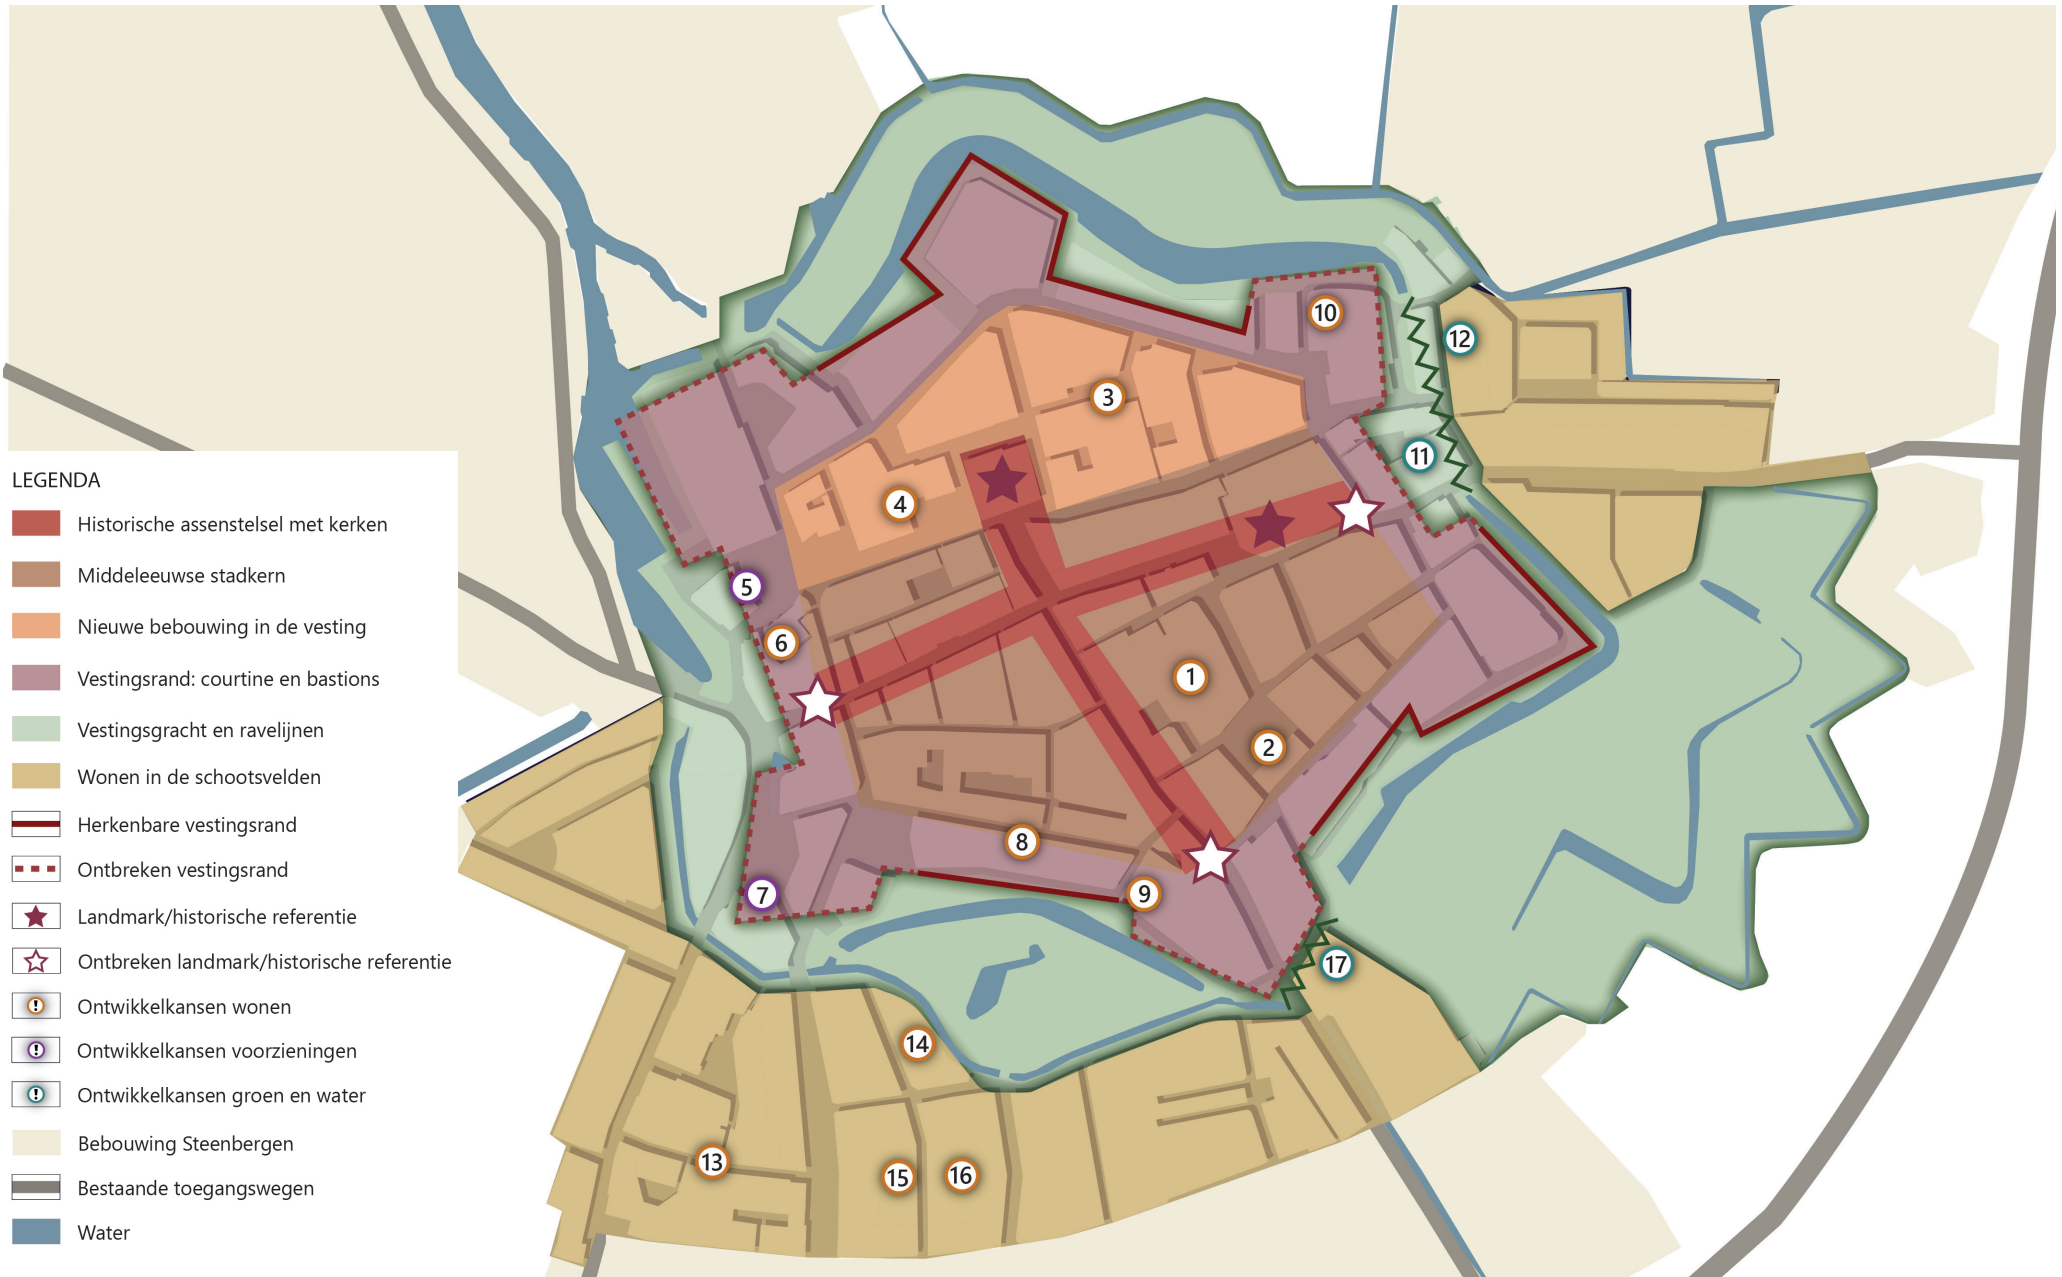 10
12
3
11
4
5
6
1
2
8
7
9
17
14
13
15
16
LEGENDA
Historische assenstelsel met kerken
Middeleeuwse stadkern
Nieuwe bebouwing in de vesting
Vestingsrand: courtine en bastions
Vestingsgracht en ravelijnen
Wonen in de schootsvelden
Herkenbare vestingsrand
Ontbreken vestingsrand
Landmark/historische referentie
Ontbreken landmark/historische referentie
! Ontwikkelkansen wonen
! Ontwikkelkansen voorzieningen
! Ontwikkelkansen groen en water
Bebouwing Steenbergen
Bestaande toegangswegen
Water